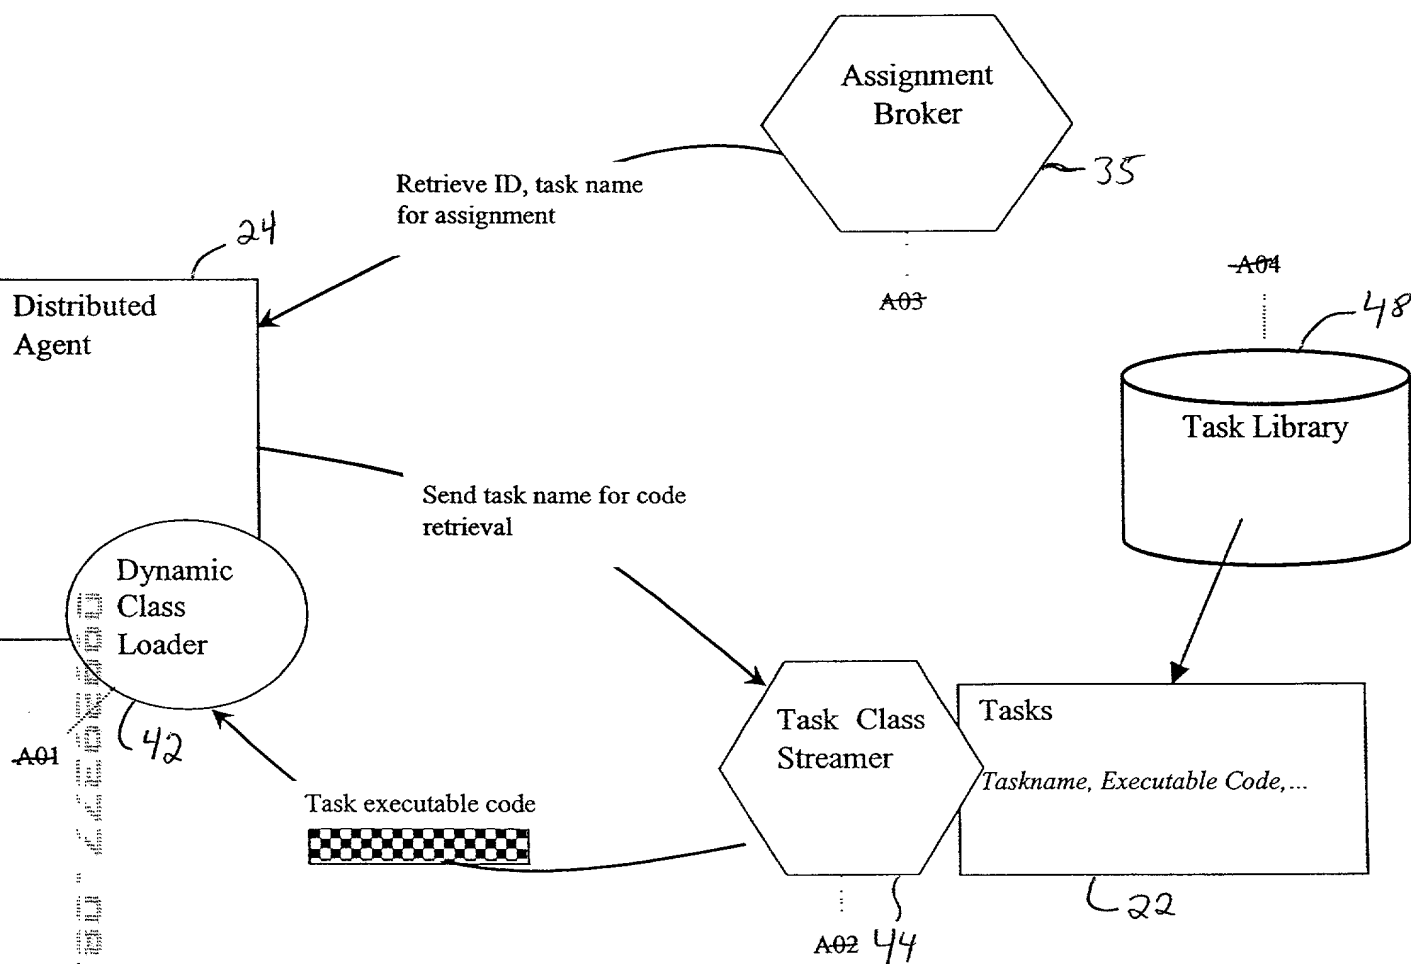 Assignment
Broker
35
Retrieve ID, task name
for assignment
24
A03
A04
48
Distributed
Agent
Task Library
Send task name for code
retrieval
Dynamic
Class
Loader
A01
42
Task Class
Streamer
Tasks
Taskname, Executable Code,...
Task executable code
22
A02
44